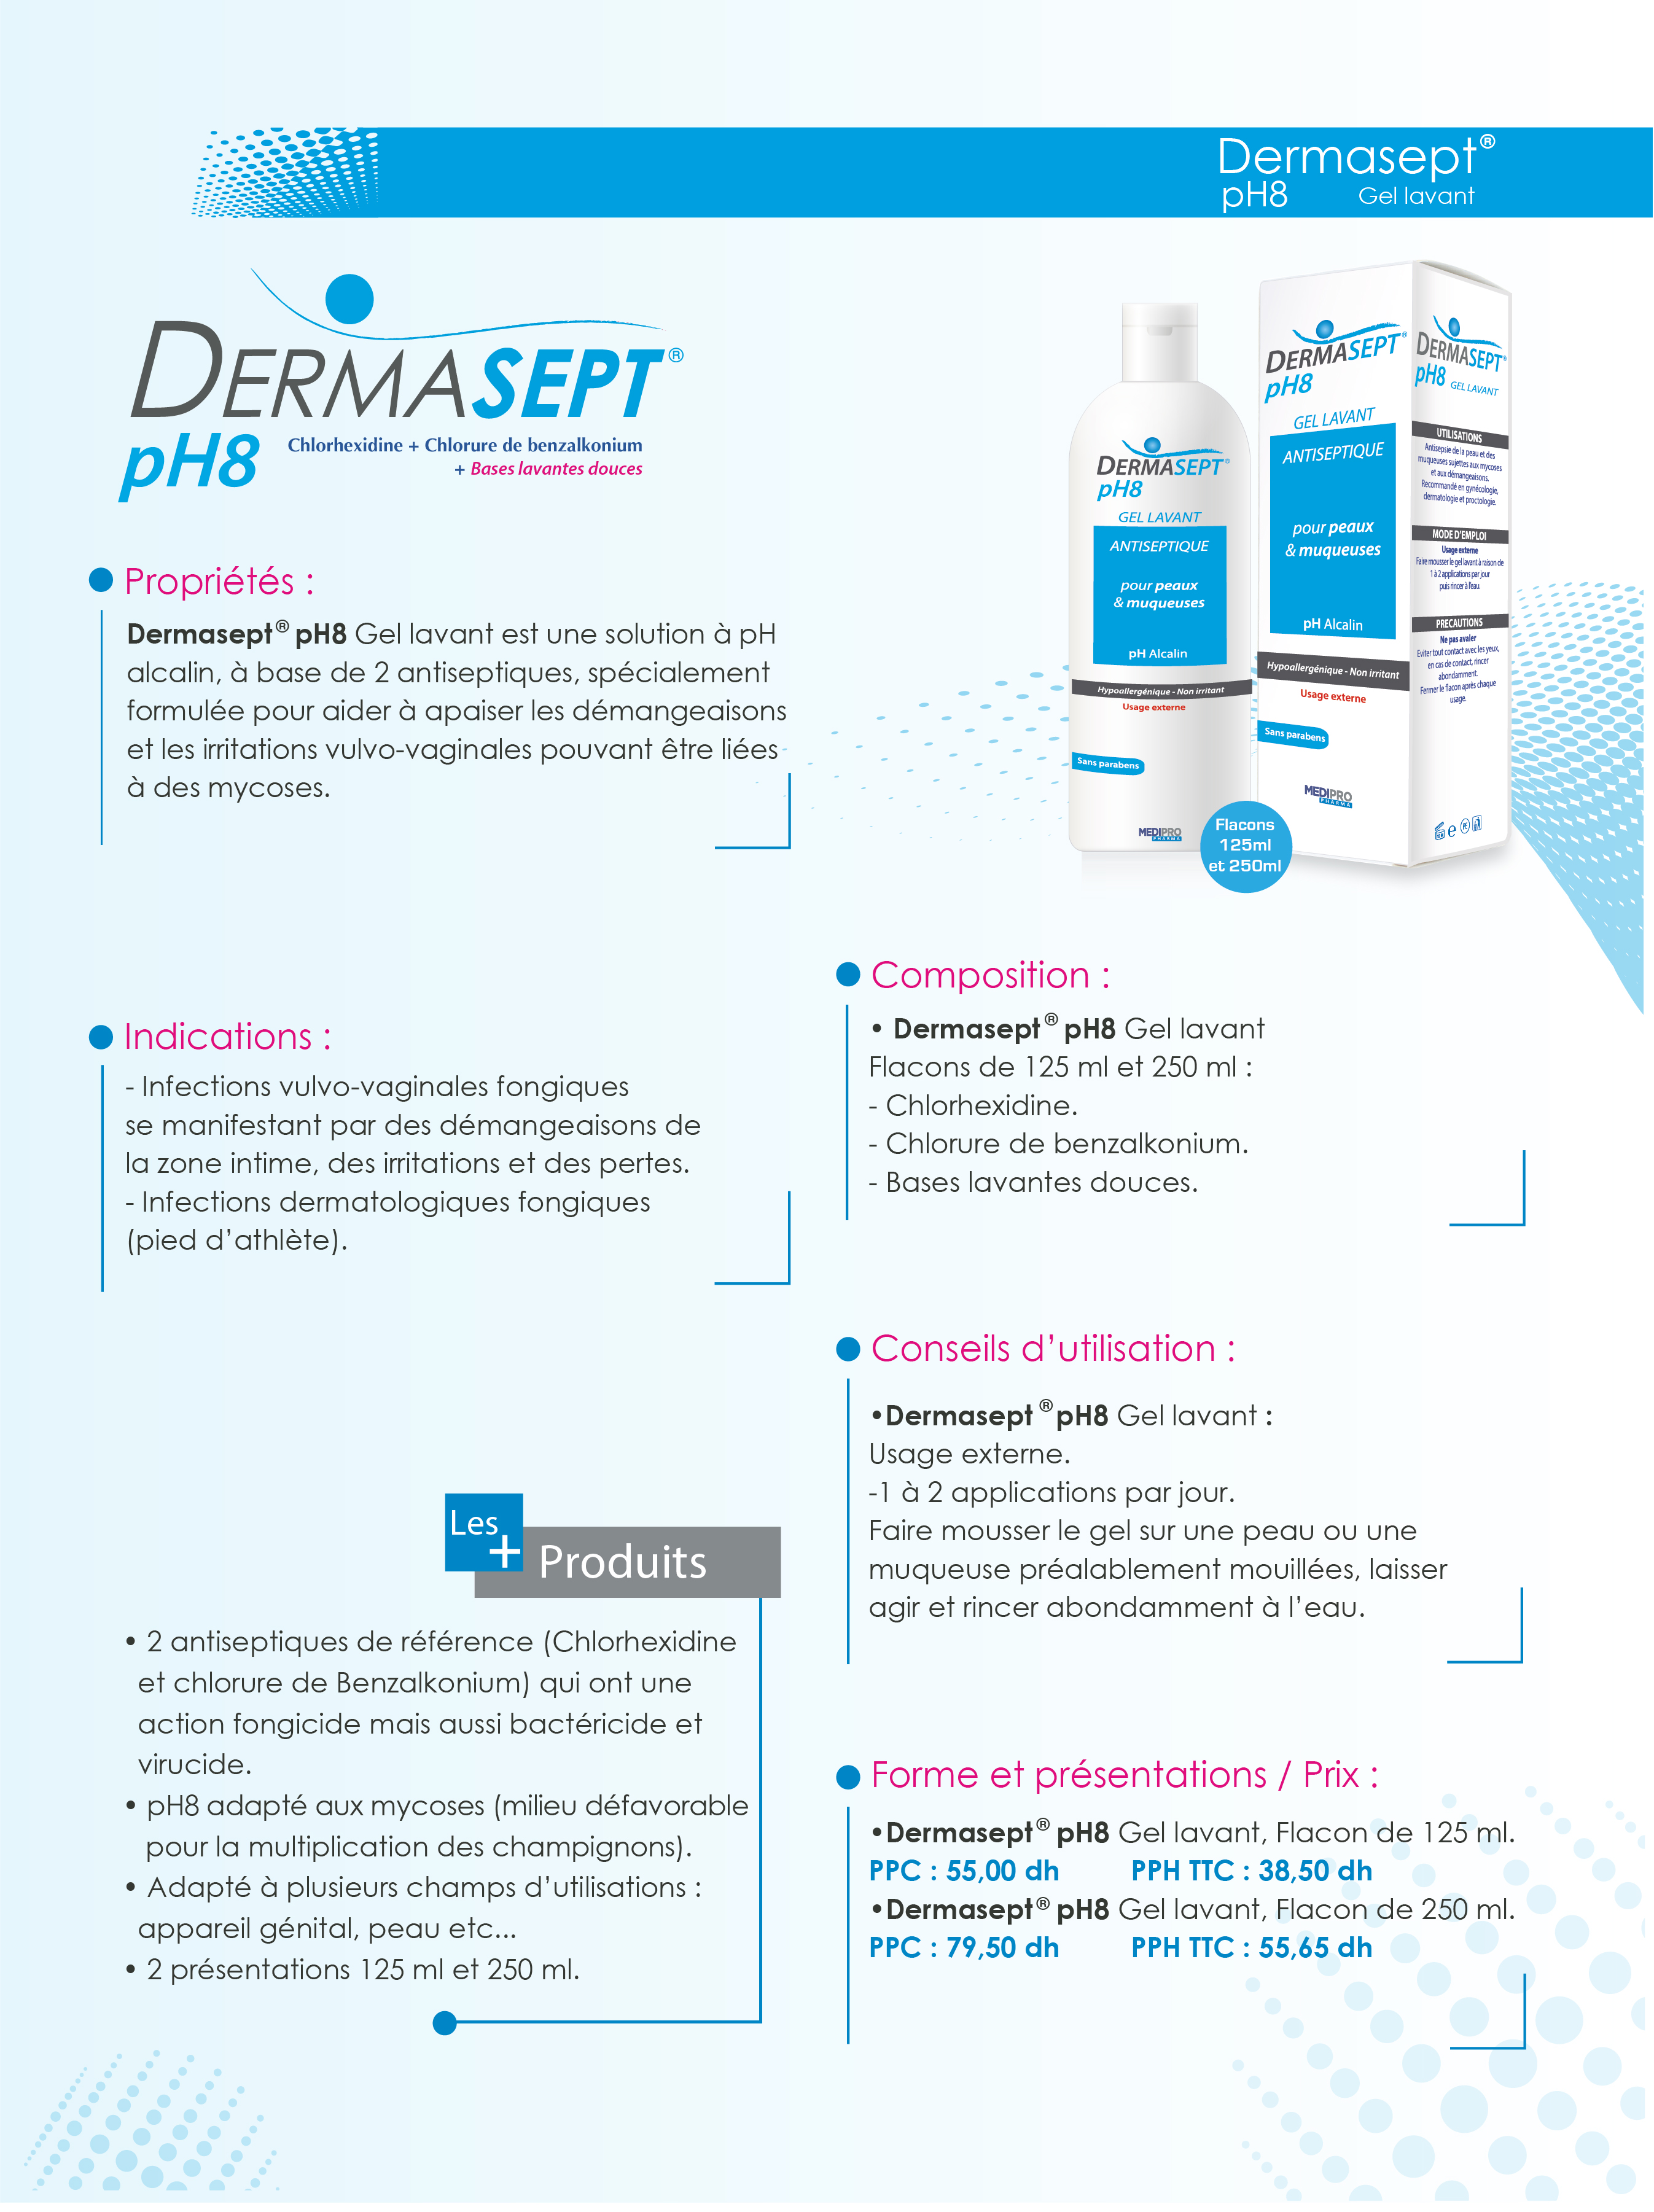 Dermasept®
pH8 Gel lavant
DERMASEPT®
pH8 Chlorhexidine + Chlorure de benzalkonium
+ Bases lavantes douces
DERMASEPT®
pH8
GEL LAVANT
ANTISEPTIQUE
pour peaux
& muqueuses
pH Alcalin
Hypoallergénique - Non irritant
Usage externe
Sans parabens
MEDIPRO
PHARMA
Flacons
125ml
et 250ml
DERMASEPT®
pH8
GEL LAVANT
ANTISEPTIQUE
pour peaux
& muqueuses
pH Alcalin
Hypoallergénique - Non irritant
Usage externe
Sans parabens
MEDIPRO
PHARMA
DERMASEPT®
pH8 GEL LAVANT
UTILISATIONS
Antisepsie de la peau et des
muqueuses sujettes aux mycoses
et aux démangeaisons.
Recommandé en gynécologie,
dermatologie et proctologie.
MODE D'EMPLOI
Usage externe
Faire mousser le gel lavant à raison de
1 à 2 applications par jour
puis rincer à l'eau.
PRECAUTIONS
Ne pas avaler
Eviter tout contact avec les yeux,
en cas de contact, rincer
abondamment.
Fermer le flacon après chaque
usage.
Propriétés :
Dermasept® pH8 Gel lavant est une solution à pH
alcalin, à base de 2 antiseptiques, spécialement
formulée pour aider à apaiser les démangeaisons
et les irritations vulvo-vaginales pouvant être liées
à des mycoses.
Indications :
- Infections vulvo-vaginales fongiques
se manifestant par des démangeaisons de
la zone intime, des irritations et des pertes.
- Infections dermatologiques fongiques
(pied d’athlète).
Les +
Produits
• 2 antiseptiques de référence (Chlorhexidine
et chlorure de Benzalkonium) qui ont une
action fongicide mais aussi bactéricide et
virucide.
• pH8 adapté aux mycoses (milieu défavorable
pour la multiplication des champignons).
• Adapté à plusieurs champs d’utilisations :
appareil génital, peau etc...
• 2 présentations 125 ml et 250 ml.
Composition :
• Dermasept® pH8 Gel lavant
Flacons de 125 ml et 250 ml :
- Chlorhexidine.
- Chlorure de benzalkonium.
- Bases lavantes douces.
Conseils d’utilisation :
•Dermasept® pH8 Gel lavant :
Usage externe.
-1 à 2 applications par jour.
Faire mousser le gel sur une peau ou une
muqueuse préalablement mouillées, laisser
agir et rincer abondamment à l’eau.
Forme et présentations / Prix :
•Dermasept® pH8 Gel lavant, Flacon de 125 ml.
PPC : 55,00 dh PPH TTC : 38,50 dh
•Dermasept® pH8 Gel lavant, Flacon de 250 ml.
PPC : 79,50 dh PPH TTC : 55,65 dh